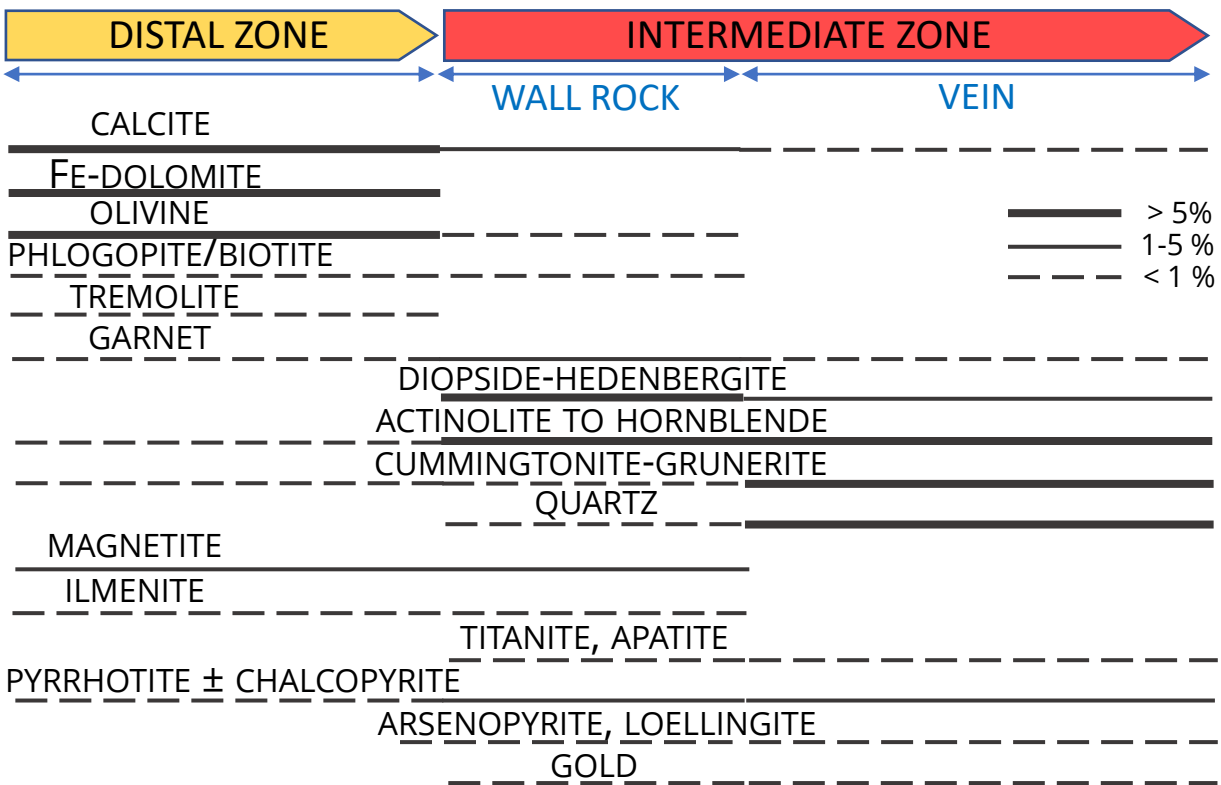 DISTAL ZONE
INTERMEDIATE ZONE
WALL ROCK
VEIN
CALCITE
FE-DOLOMITE
OLIVINE
> 5%
PHLOGOPITE/BIOTITE
1-5 %
< 1 %
TREMOLITE
GARNET
DIOPSIDE-HEDENBERGITE
ACTINOLITE TO HORNBLENDE
CUMMINGTONITE-GRUNERITE
QUARTZ
MAGNETITE
ILMENITE
TITANITE, APATITE
PYRRHOTITE ± CHALCOPYRITE
ARSENOPYRITE, LOELLINGITE
GOLD